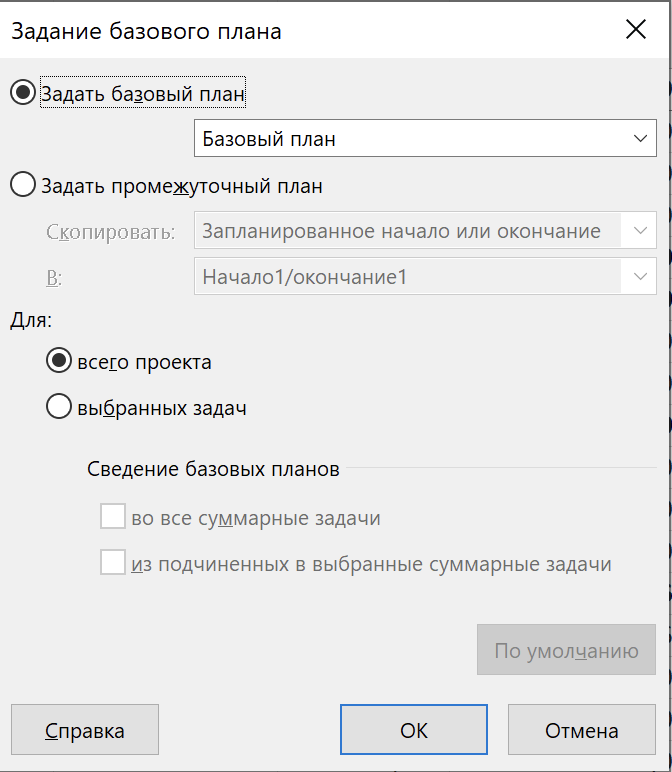 Задание базового плана
Задать базовый план
Базовый план
Задать промежуточный план
Скопировать: Запланированное начало или окончание
В: Начало1/окончание1
Для:
всего проекта
выбранных задач
Сведение базовых планов
во все суммарные задачи
из подчиненных в выбранные суммарные задачи
По умолчанию
Справка ОК Отмена